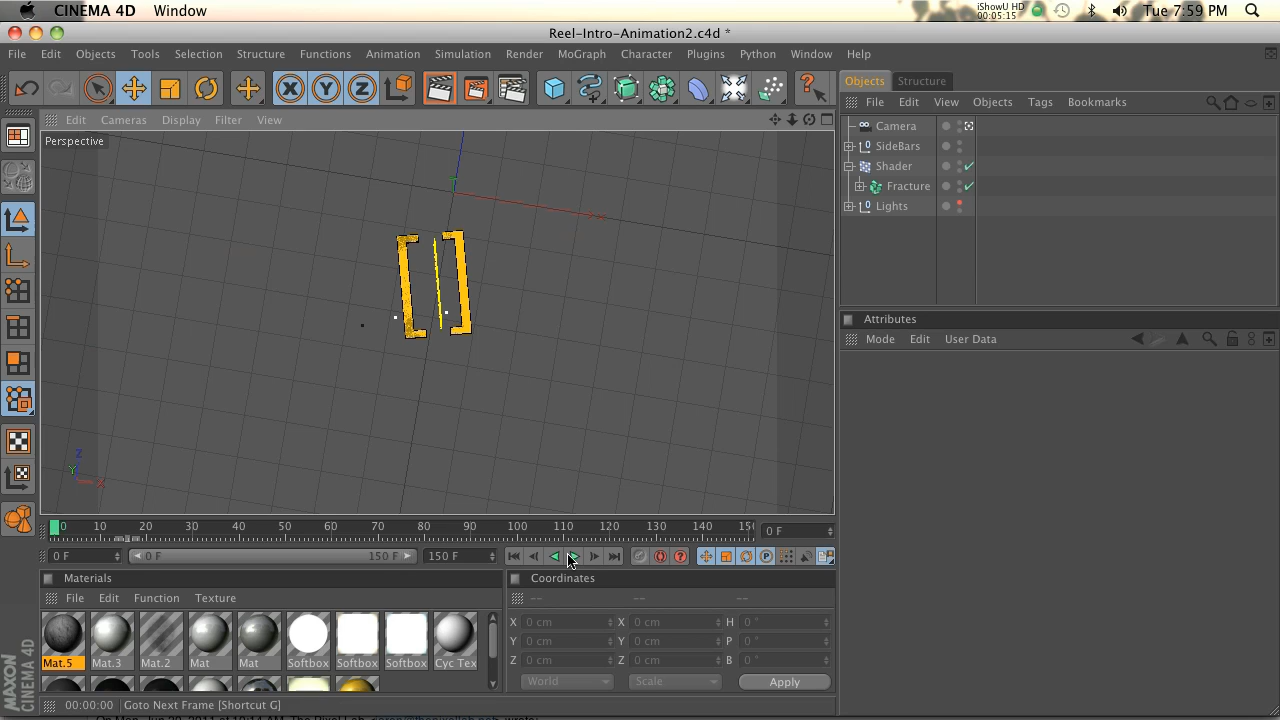 CINEMA 4D Window
iShowU HD
00:05:15
Tue 7:59 PM
Reel-Intro-Animation2.c4d *
File Edit Objects Tools Selection Structure Functions Animation Simulation Render MoGraph Character Plugins Python Window Help
X Y Z
Objects Structure
File Edit View Objects Tags Bookmarks
Edit Cameras Display Filter View
Perspective
Camera
SideBars
Shader
Fracture
Lights
Attributes
Mode Edit User Data
Z
Y
X
0 10 20 30 40 50 60 70 80 90 100 110 120 130 140
0 F
0 F 0 F 150 F 150 F
Materials
File Edit Function Texture
Mat.5 Mat.3 Mat.2 Mat Mat Softbox Softbox Softbox Cyc Tex
Coordinates
-- -- --
X 0 cm X 0 cm H 0 °
Y 0 cm Y 0 cm P 0 °
Z 0 cm Z 0 cm B 0 °
World Scale Apply
MAXON
CINEMA 4D
00:00:00 Goto Next Frame [Shortcut G]